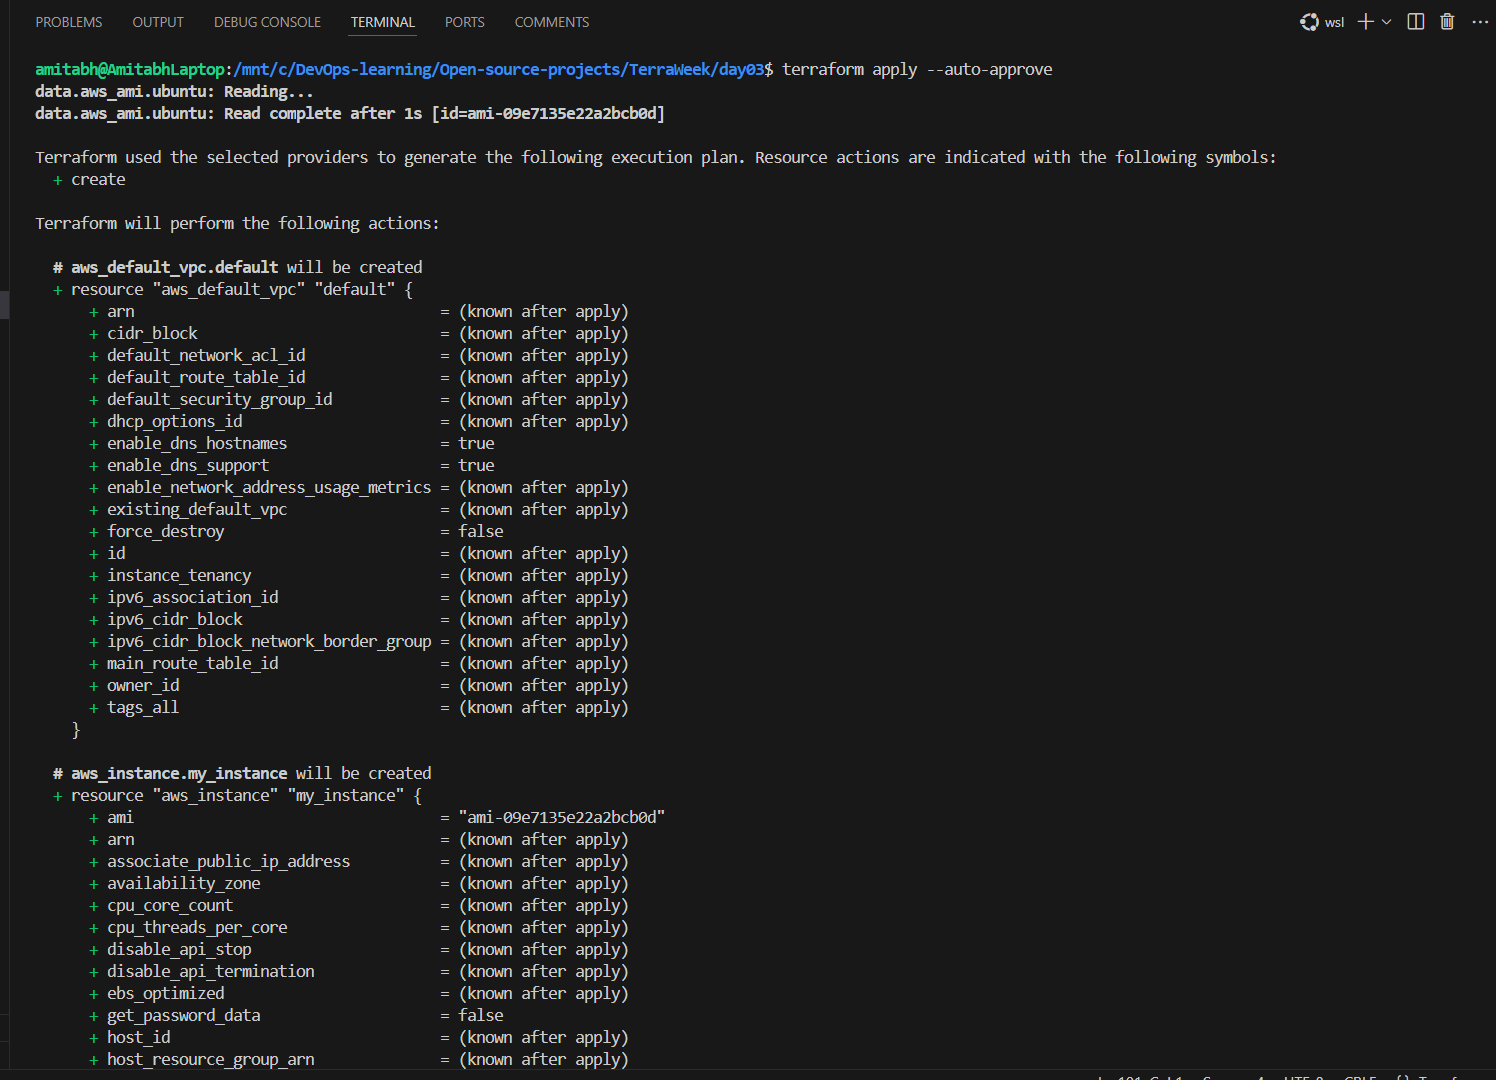 PROBLEMS OUTPUT DEBUG CONSOLE TERMINAL PORTS COMMENTS wsl
amitabh@AmitabhLaptop:/mnt/c/DevOps-learning/Open-source-projects/TerraWeek/day03$ terraform apply --auto-approve
data.aws_ami.ubuntu: Reading...
data.aws_ami.ubuntu: Read complete after 1s [id=ami-09e7135e22a2bcb0d]
Terraform used the selected providers to generate the following execution plan. Resource actions are indicated with the following symbols:
+ create
Terraform will perform the following actions:
# aws_default_vpc.default will be created
+ resource "aws_default_vpc" "default" {
+ arn = (known after apply)
+ cidr_block = (known after apply)
+ default_network_acl_id = (known after apply)
+ default_route_table_id = (known after apply)
+ default_security_group_id = (known after apply)
+ dhcp_options_id = (known after apply)
+ enable_dns_hostnames = true
+ enable_dns_support = true
+ enable_network_address_usage_metrics = (known after apply)
+ existing_default_vpc = (known after apply)
+ force_destroy = false
+ id = (known after apply)
+ instance_tenancy = (known after apply)
+ ipv6_association_id = (known after apply)
+ ipv6_cidr_block = (known after apply)
+ ipv6_cidr_block_network_border_group = (known after apply)
+ main_route_table_id = (known after apply)
+ owner_id = (known after apply)
+ tags_all = (known after apply)
}
# aws_instance.my_instance will be created
+ resource "aws_instance" "my_instance" {
+ ami = "ami-09e7135e22a2bcb0d"
+ arn = (known after apply)
+ associate_public_ip_address = (known after apply)
+ availability_zone = (known after apply)
+ cpu_core_count = (known after apply)
+ cpu_threads_per_core = (known after apply)
+ disable_api_stop = (known after apply)
+ disable_api_termination = (known after apply)
+ ebs_optimized = (known after apply)
+ get_password_data = false
+ host_id = (known after apply)
+ host_resource_group_arn = (known after apply)